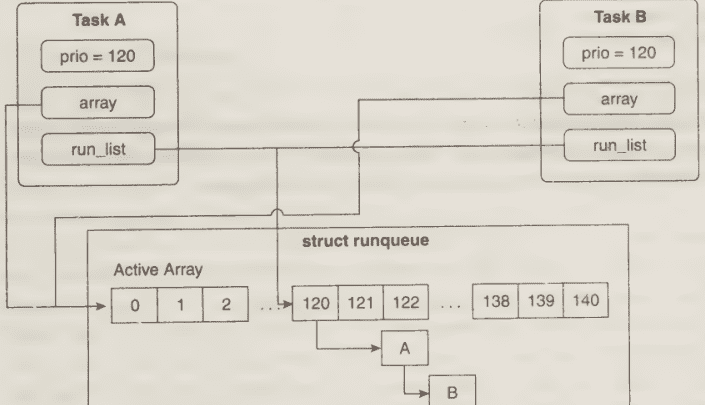 Task A
prio = 120
array
run_list
Task B
prio = 120
array
run_list
struct runqueue
Active Array
0 1 2 ... 120 121 122 ... 138 139 140
A
B